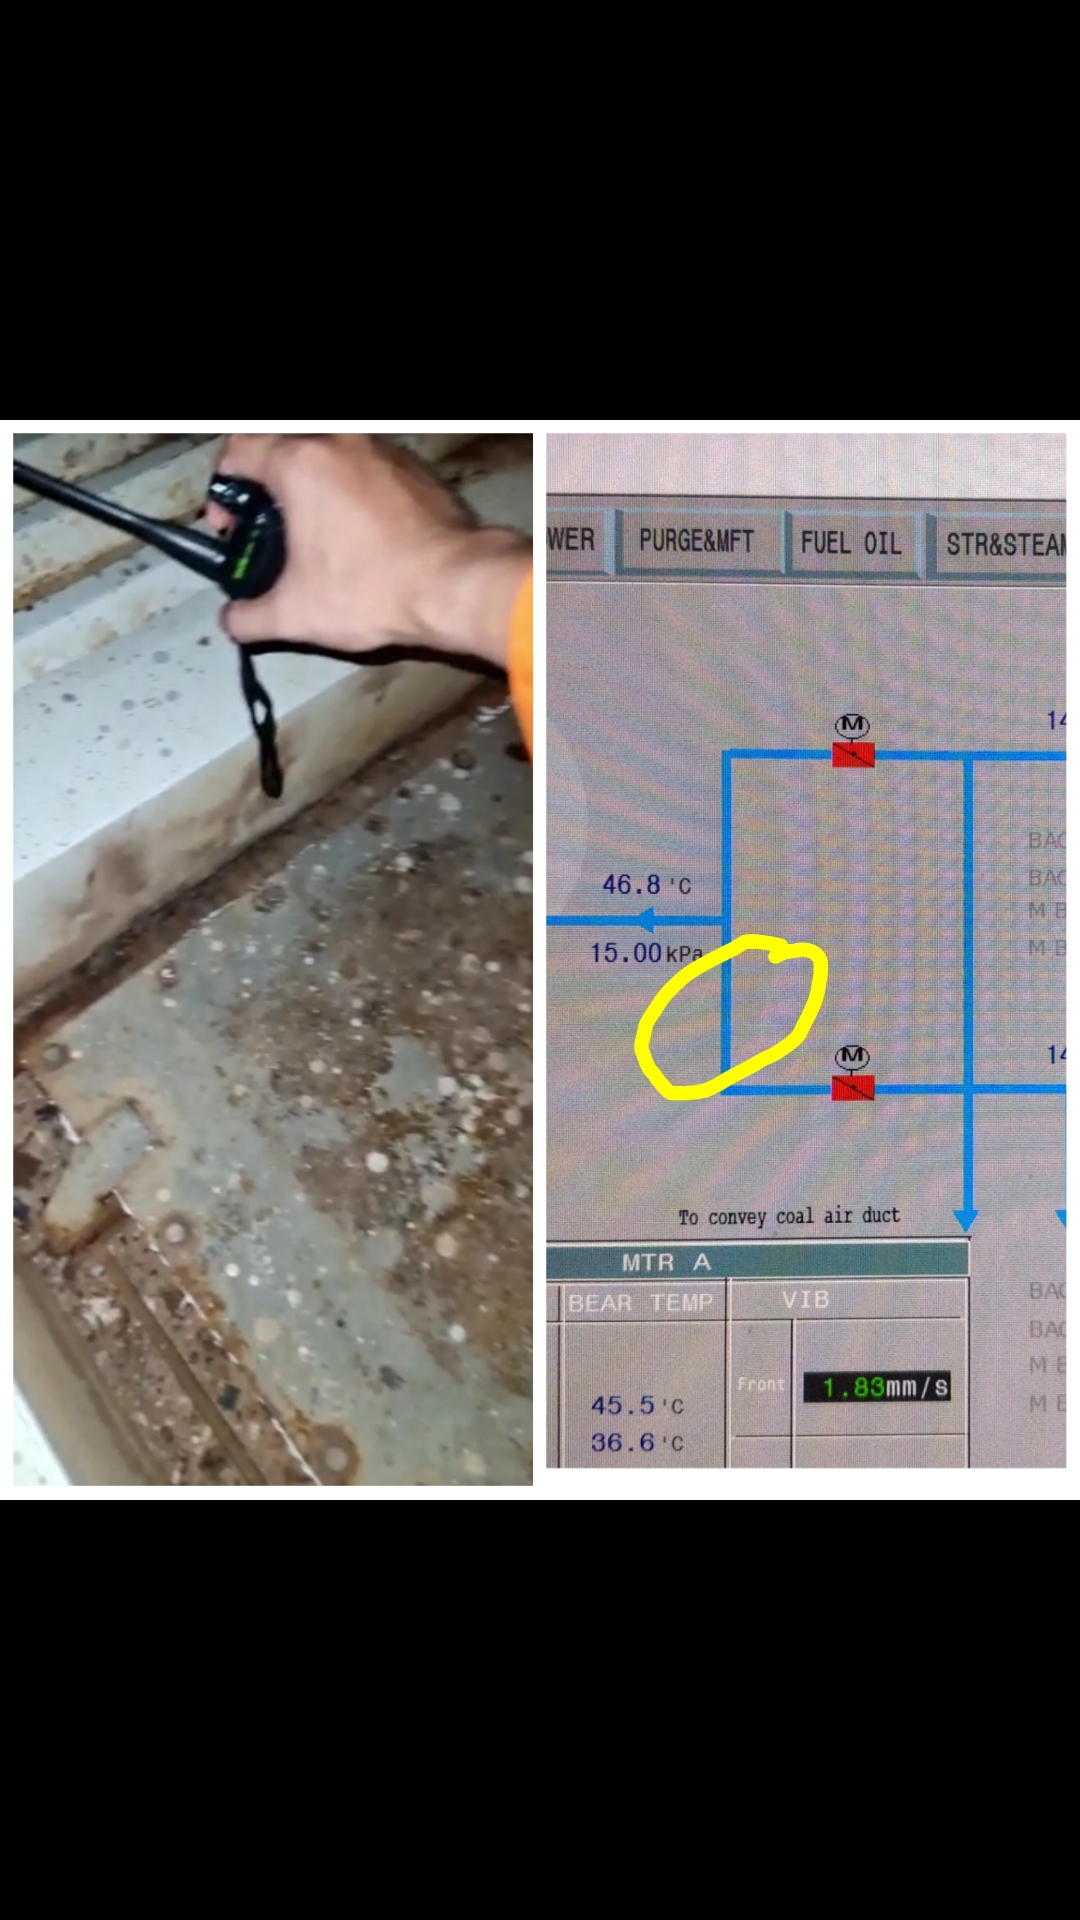 WER PURGE&MFT FUEL OIL STR&STEAM
M
14
BAC
46.8 'C
BAC
M B
15.00 kPa
M B
M
14
To convey coal air duct
MTR A
BEAR TEMP VIB
BAC
BAC
Front 1.83mm/s
M B
45.5 'C
M B
36.6 'C